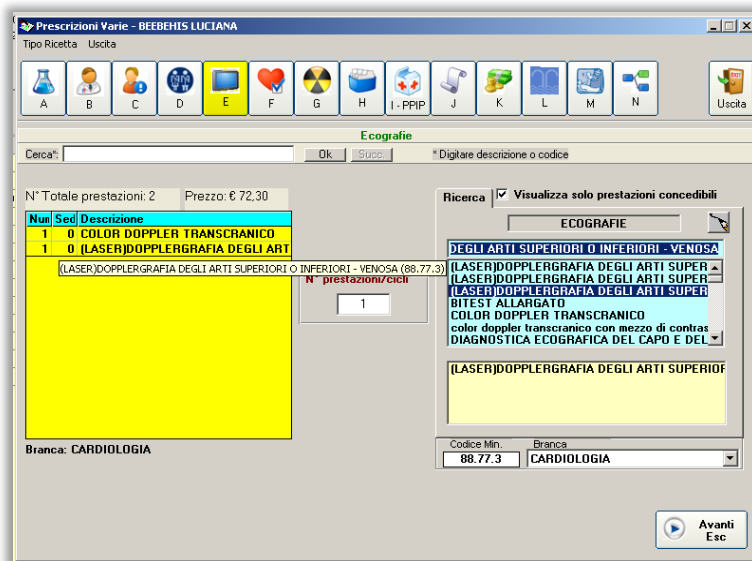 Prescrizioni Varie - BEEBEHIS LUCIANA
Tipo Ricetta Uscita
A B C D E F G H I - PPIP J K L M N Uscita
Ecografie
Cerca*: Ok Succ. * Digitare descrizione o codice
N° Totale prestazioni: 2 Prezzo: € 72,30
Ricerca Visualizza solo prestazioni concedibili
Num Sed Descrizione
1 0 COLOR DOPPLER TRANSCRANICO
1 0 (LASER)DOPPLERGRAFIA DEGLI ART
(LASER)DOPPLERGRAFIA DEGLI ARTI SUPERIORI O INFERIORI - VENOSA (88.77.3)
N° prestazioni/cicli
1
ECOGRAFIE
DEGLI ARTI SUPERIORI O INFERIORI - VENOSA
(LASER)DOPPLERGRAFIA DEGLI ARTI SUPER
(LASER)DOPPLERGRAFIA DEGLI ARTI SUPER
(LASER)DOPPLERGRAFIA DEGLI ARTI SUPER
BITEST ALLARGATO
COLOR DOPPLER TRANSCRANICO
color doppler transcranico con mezzo di contras
DIAGNOSTICA ECOGRAFICA DEL CAPO E DEL
(LASER)DOPPLERGRAFIA DEGLI ARTI SUPERIOR
Branca: CARDIOLOGIA
Codice Min. Branca
88.77.3 CARDIOLOGIA
Avanti
Esc